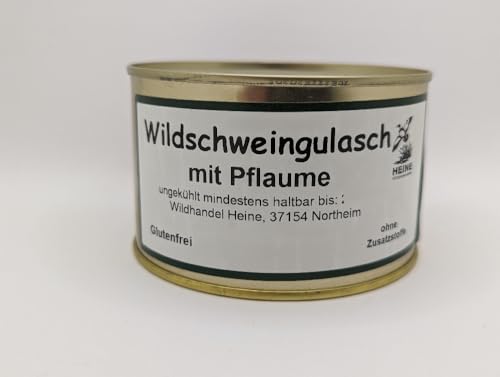 Wildschweingulasch
mit Pflaume
HEINE
ungekühlt mindestens haltbar bis:
Wildhandel Heine, 37154 Northeim
Glutenfrei
ohne
Zusatzstoffe